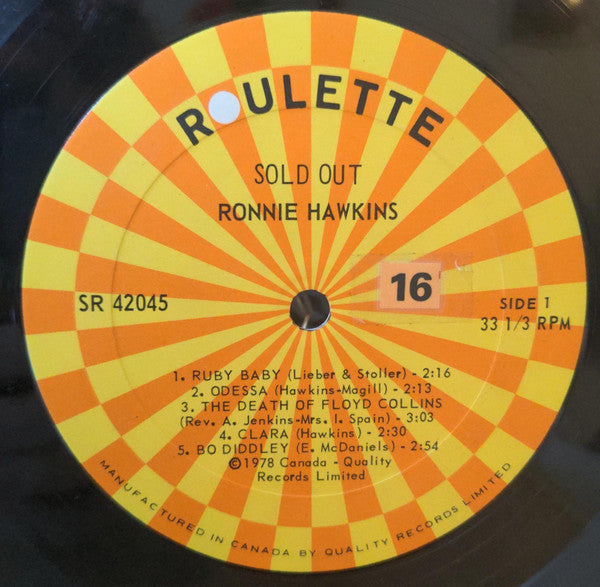 ROULETTE
SOLD OUT
RONNIE HAWKINS
SR 42045
16
SIDE 1
33 1/3 RPM
1. RUBY BABY (Lieber & Stoller) - 2:16
2. ODESSA (Hawkins-Magill) - 2:13
3. THE DEATH OF FLOYD COLLINS
(Rev. A. Jenkins-Mrs. I. Spain) - 3:03
4. CLARA (Hawkins) - 2:30
5. BO DIDDLEY (E. McDaniels) - 2:54
©1978 Canada - Quality
Records Limited
MANUFACTURED IN CANADA BY QUALITY RECORDS LIMITED